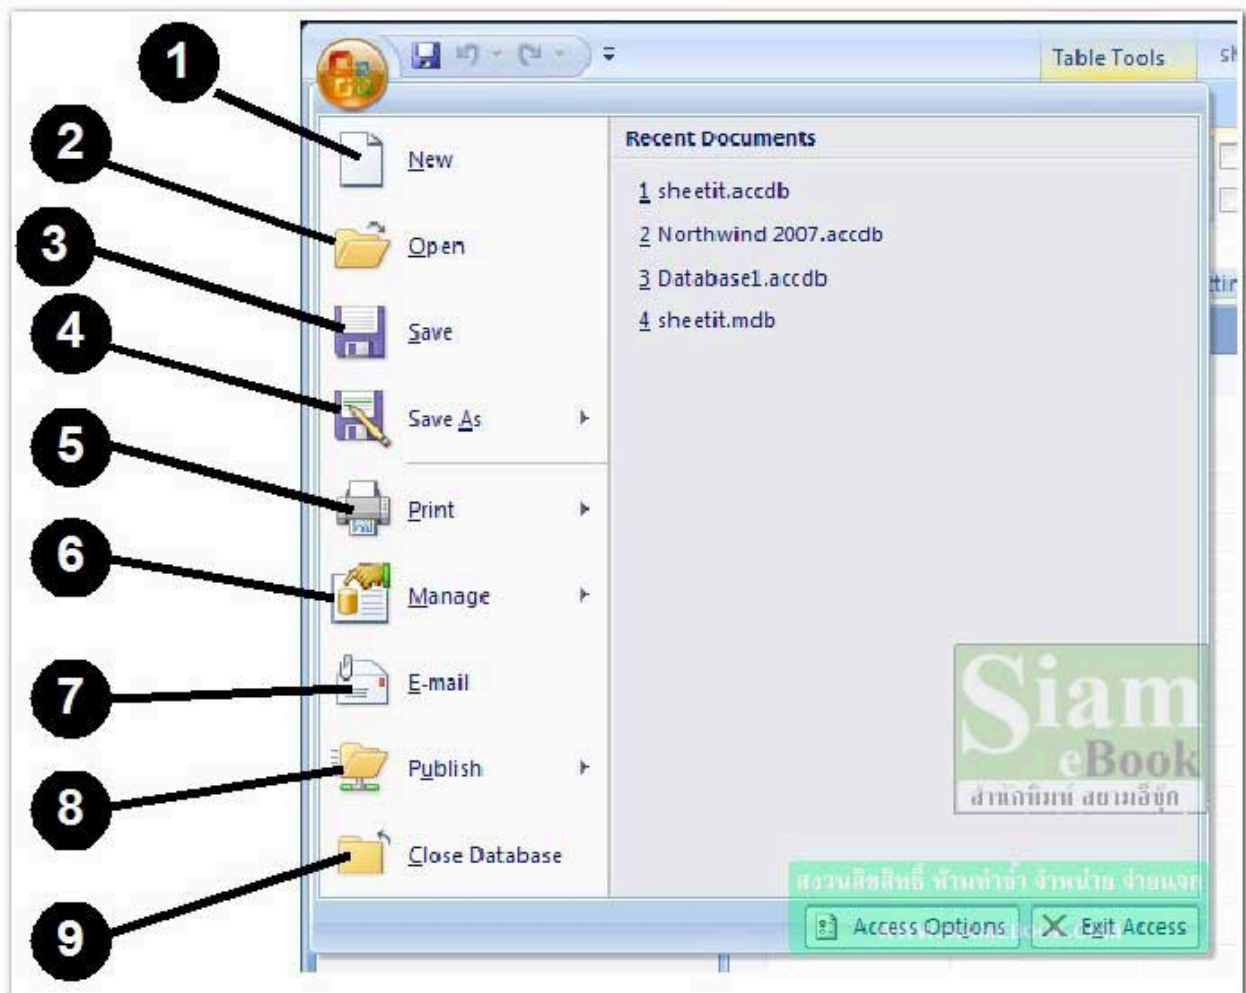 1
2
3
4
5
6
7
8
9
Table Tools
New
Open
Save
Save As
Print
Manage
E-mail
Publish
Close Database
Recent Documents
1 sheetit.accdb
2 Northwind 2007.accdb
3 Database1.accdb
4 sheetit.mdb
Siam
eBook
สำนักพิมพ์ สยามอีบุ๊ค
สงวนลิขสิทธิ์ ห้ามทำซ้ำ จำหน่าย จ่ายแจก
Access Options
Exit Access